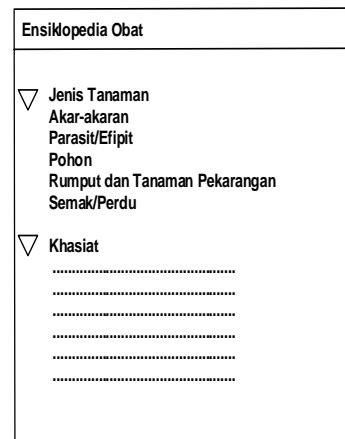 Ensiklopedia Obat
Jenis Tanaman
Akar-akaran
Parasit/Efipit
Pohon
Rumput dan Tanaman Pekarangan
Semak/Perdu
Khasiat
................................................
................................................
................................................
................................................
................................................
................................................